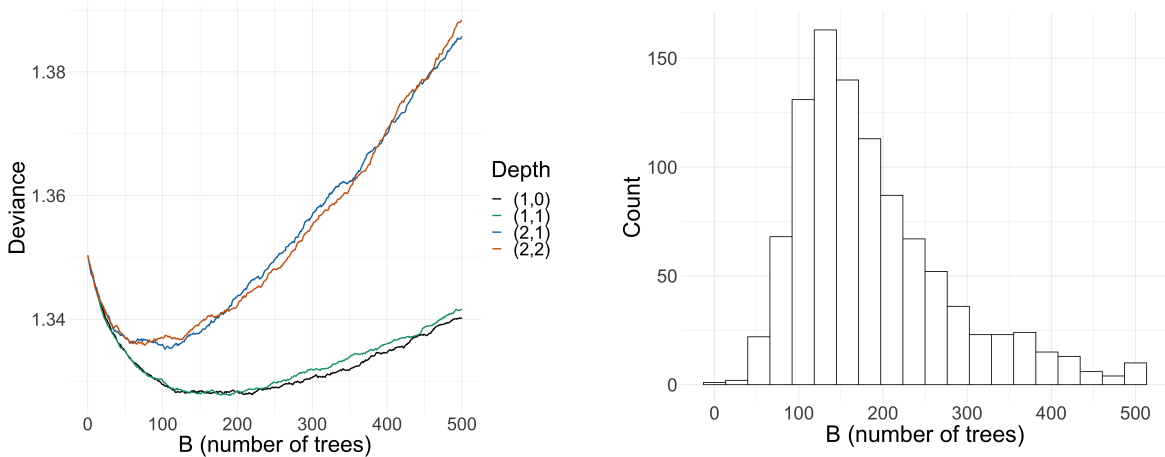 1.38
1.36
1.34
Deviance
0 100 200 300 400 500
B (number of trees)
Depth
(1,0)
(1,1)
(2,1)
(2,2)
150
100
50
0
Count
0 100 200 300 400 500
B (number of trees)